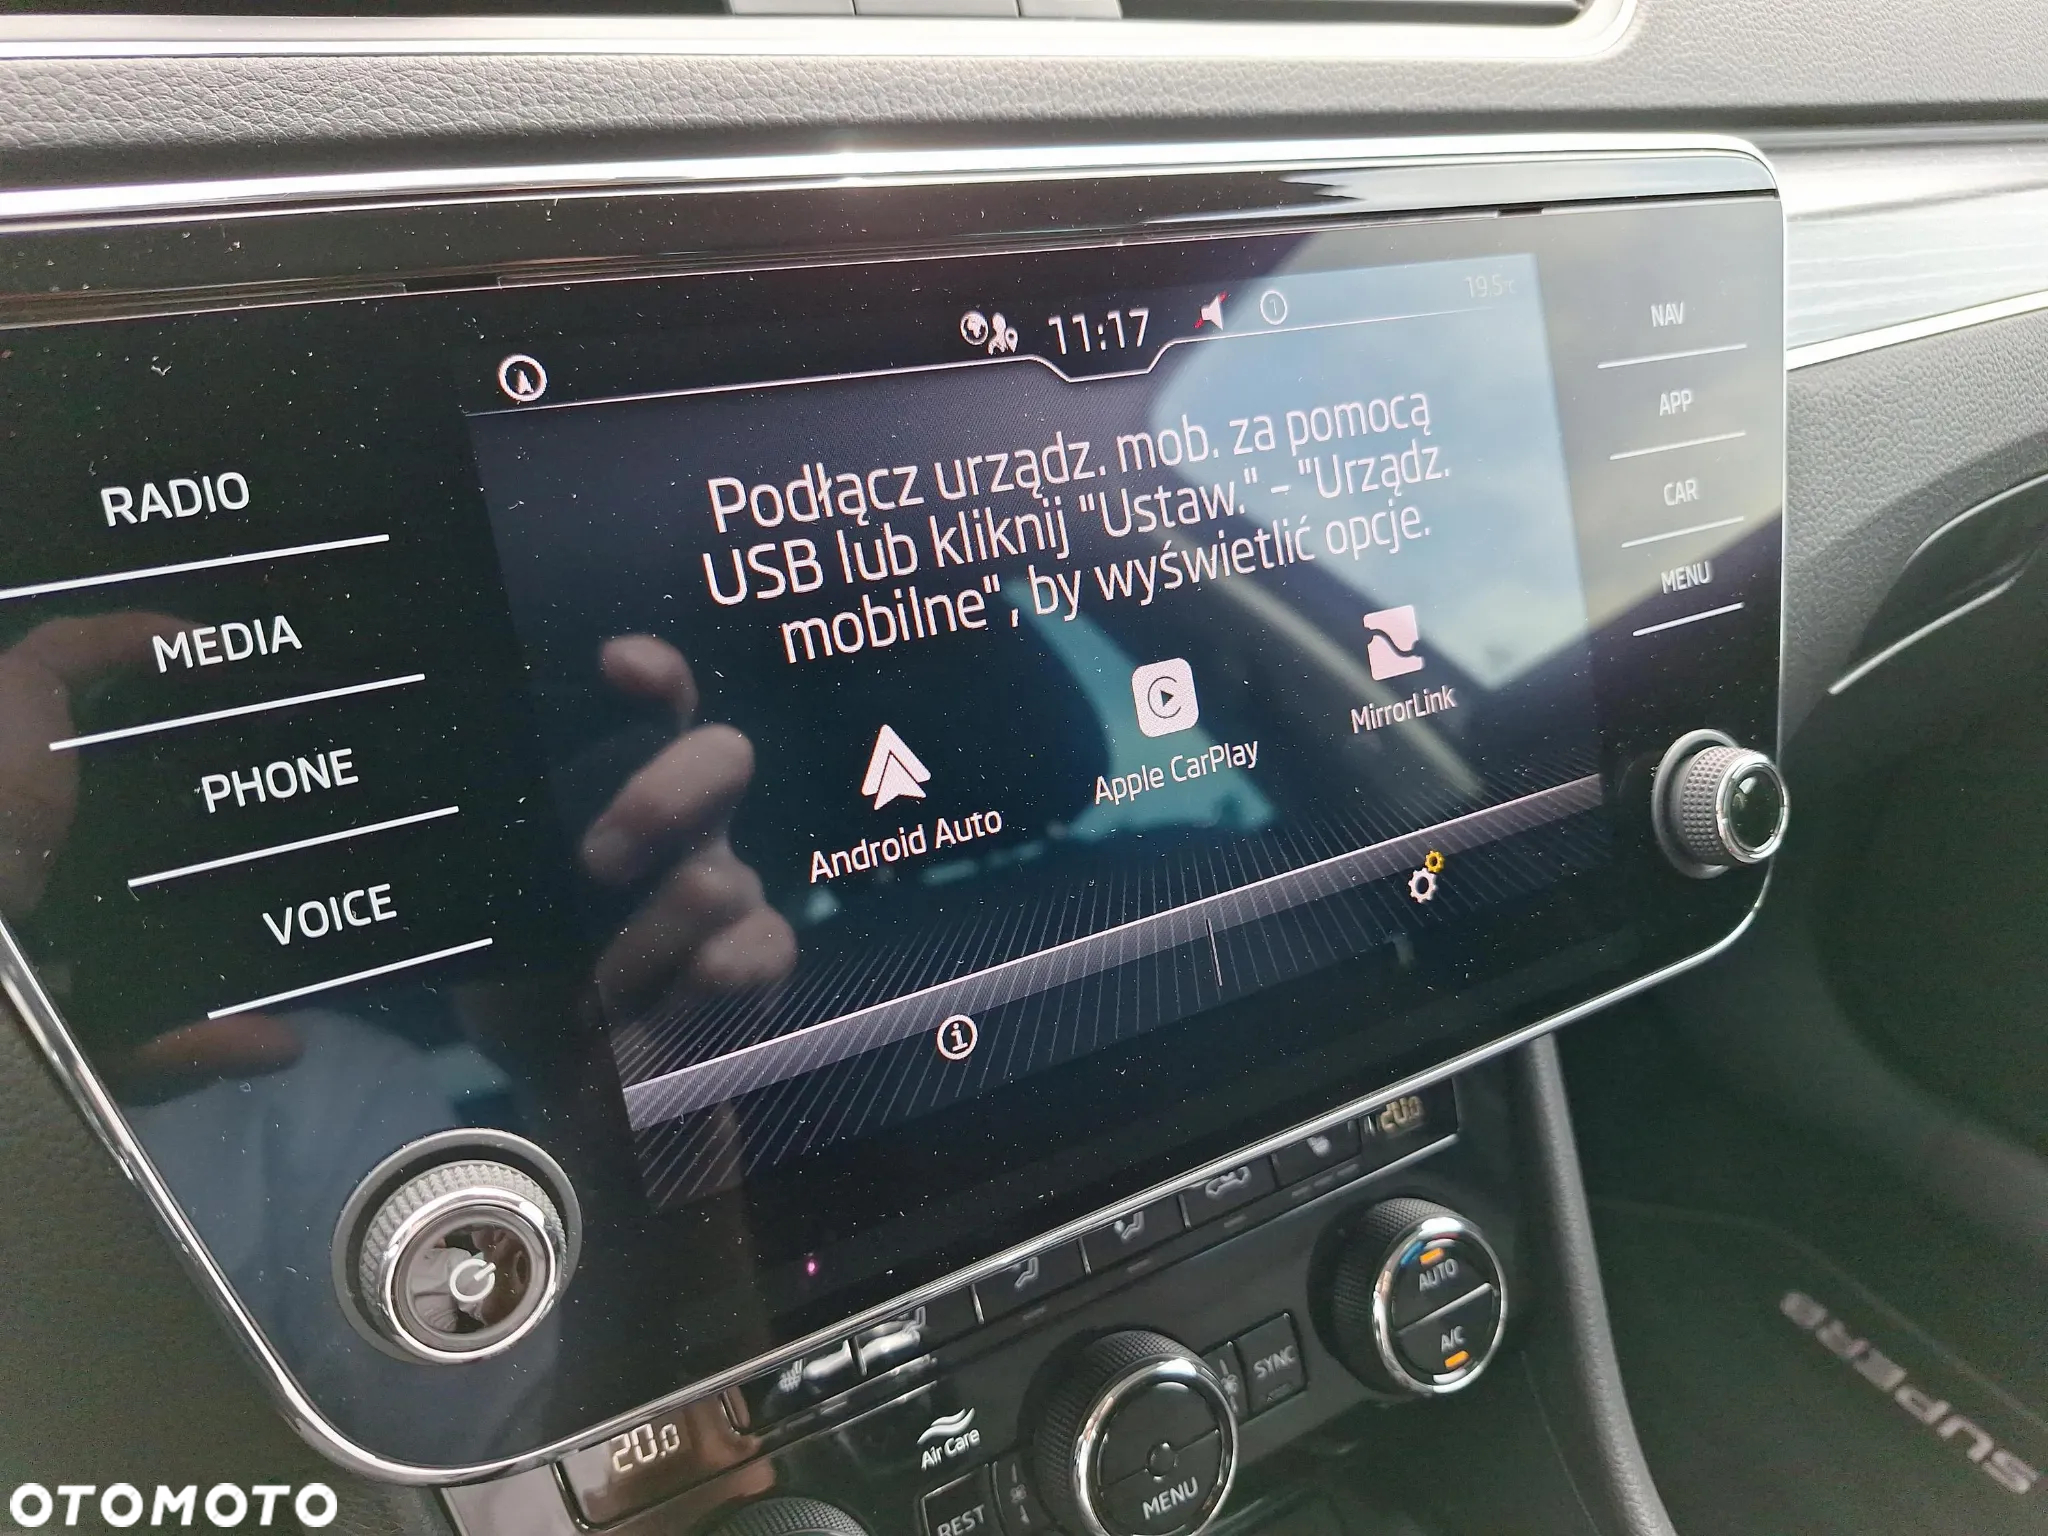 11:17
19.5°C
RADIO
MEDIA
PHONE
VOICE
NAV
APP
CAR
MENU
Podłącz urządz. mob. za pomocą
USB lub kliknij "Ustaw." - "Urządz.
mobilne", by wyświetlić opcje.
Android Auto
Apple CarPlay
MirrorLink
20.0
20.0
AUTO
A/C
SYNC
Air Care
REST
MENU
SUPERB
OTOMOTO